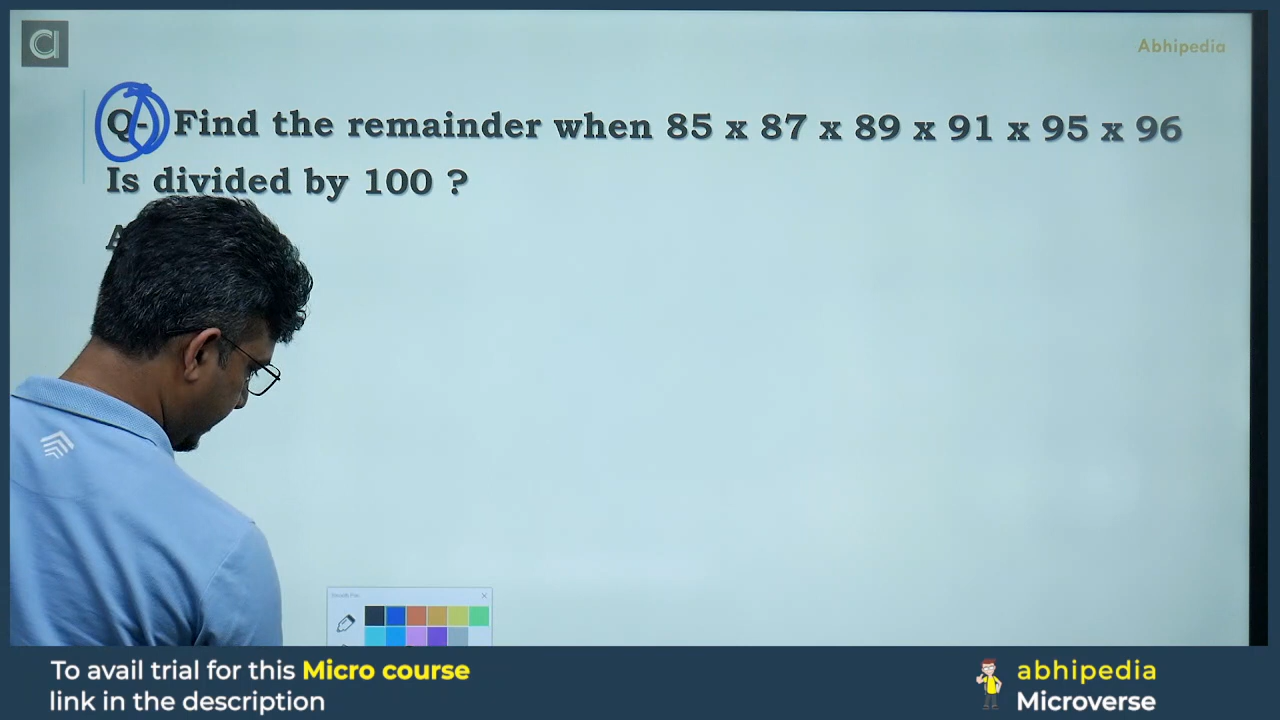 Abhipedia
Q- Find the remainder when 85 x 87 x 89 x 91 x 95 x 96
Is divided by 100 ?
To avail trial for this Micro course
link in the description
abhipedia
Microverse